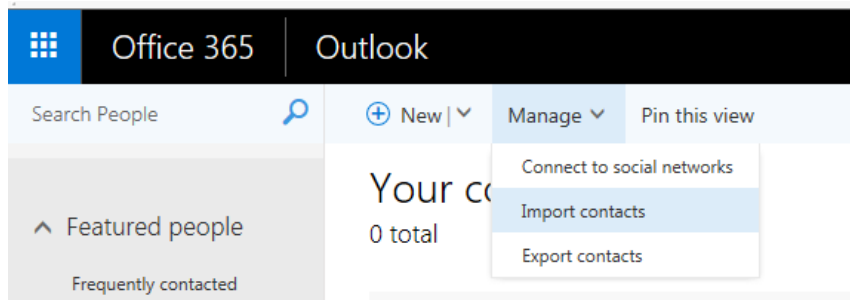 Office 365
Outlook
Search People
New
Manage
Pin this view
Connect to social networks
Import contacts
Export contacts
Your
0 total
Featured people
Frequently contacted